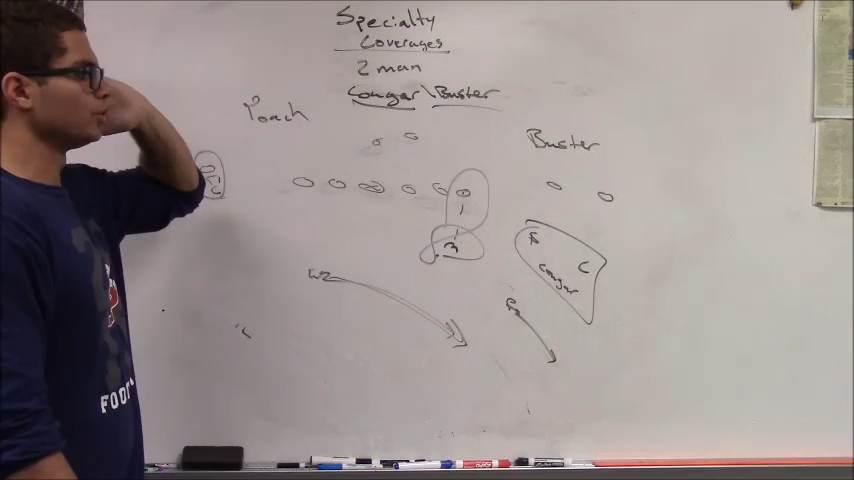 Specialty
Coverages
2 man
Cougar\Buster
Poach
Buster
C
M
C
cougar
FOOT